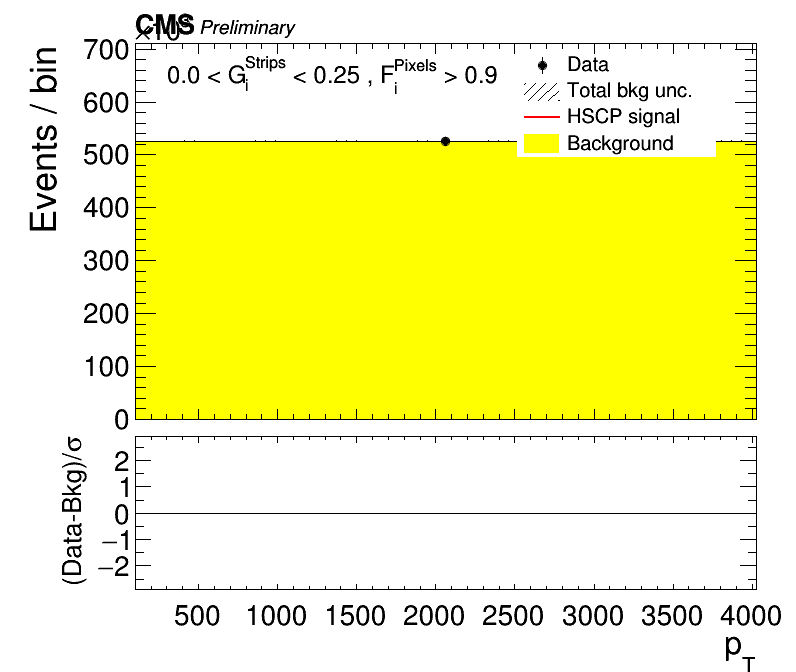 CMS Preliminary
700
0.0 < G_i^Strips < 0.25 , F_i^Pixels > 0.9
Data
Total bkg unc.
HSCP signal
Background
Events / bin
600
500
400
300
200
100
0
(Data-Bkg)/σ
2
1
0
−1
−2
500 1000 1500 2000 2500 3000 3500 4000
p_T